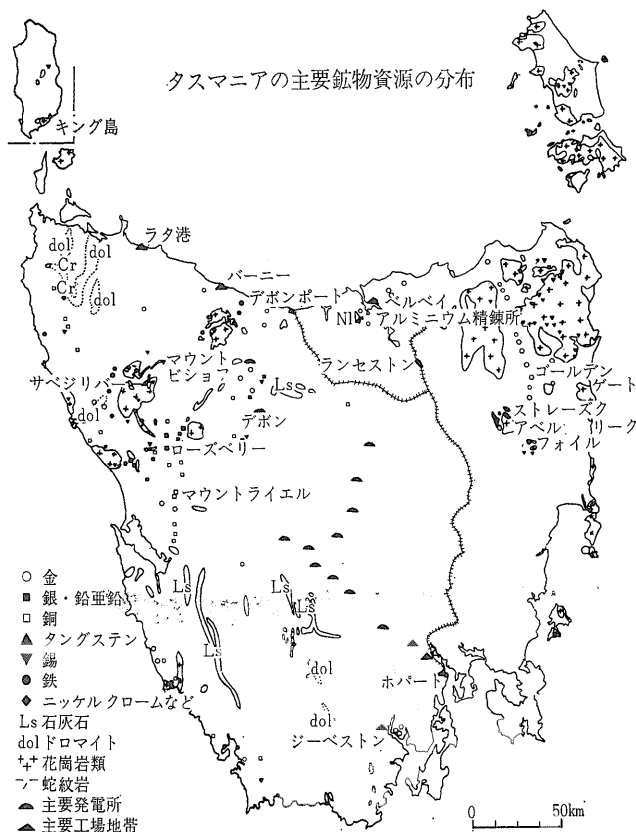 タスマニアの主要鉱物資源の分布
キング島
ラタ港
dol
dol
Cr
Cr
dol
バーニー
デボンポート
ベルベイ
アルミニウム精錬所
Nl
ランセストン
マウント
ビショフ
サベジリバー
Ls
dol
デボン
ゴールデン
ゲート
ストレーズク
アベル
リーク
フォイル
ローズベリー
マウントライエル
Ls
Ls
Ls
Ls
dol
dol
ホバート
ジーベストン
金
銀・鉛亜鉛
銅
タングステン
錫
鉄
ニッケルクロームなど
Ls 石灰石
dol ドロマイト
花崗岩類
蛇紋岩
主要発電所
主要工場地帯
0 50km